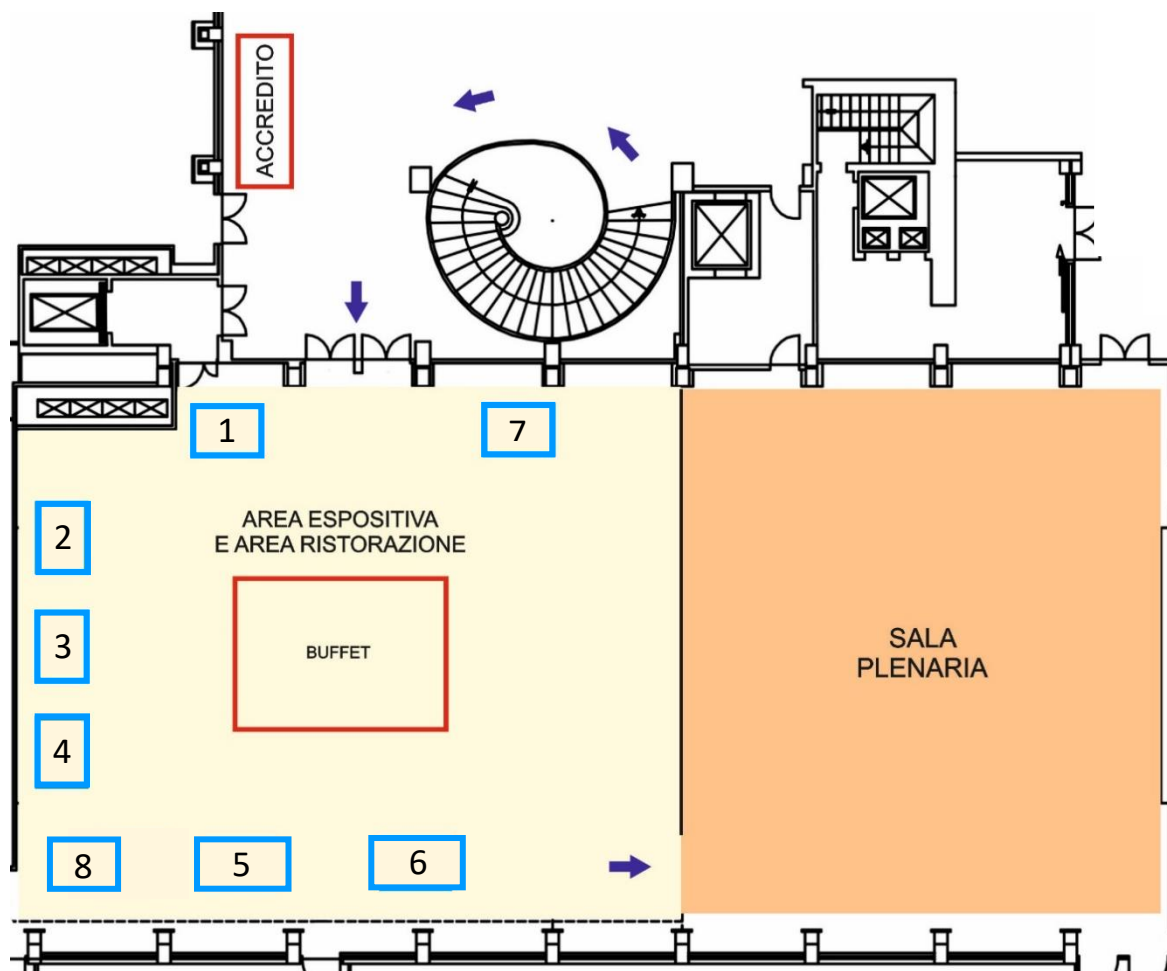 ACCREDITO
1
7
2
AREA ESPOSITIVA
E AREA RISTORAZIONE
3
BUFFET
SALA
PLENARIA
4
8
5
6